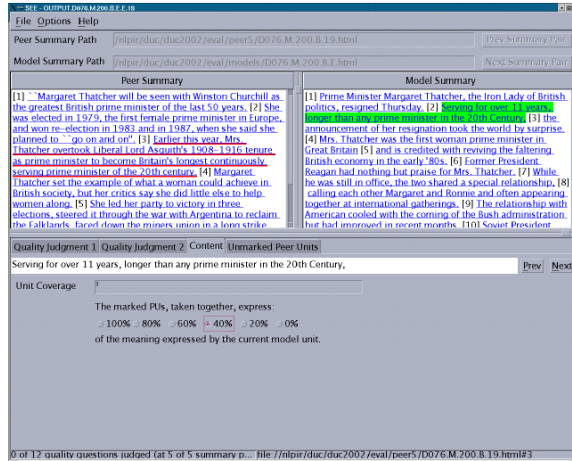 SEE - OUTPUT.D076.M.200.B.E.E.19
File Options Help
Peer Summary Path /nlpir/duc/duc2002/eval/peer5/D076.M.200.B.19.html Prev Summary Pair
Model Summary Path /nlpir/duc/duc2002/eval/models/D076.M.200.B.E.html Next Summary Pair
Peer Summary
[1] ``Margaret Thatcher will be seen with Winston Churchill as
the greatest British prime minister of the last 50 years. [2] She
was elected in 1979, the first female prime minister in Europe,
and won re-election in 1983 and in 1987, when she said she
planned to ``go on and on". [3] Earlier this year, Mrs.
Thatcher overtook Liberal Lord Asquith's 1908-1916 tenure
as prime minister to become Britain's longest continuously
serving prime minister of the 20th century. [4] Margaret
Thatcher set the example of what a woman could achieve in
British society, but her critics say she did little else to help
women along. [5] She led her party to victory in three
elections, steered it through the war with Argentina to reclaim
the Falklands, faced down the miners union in a long strike
Model Summary
[1] Prime Minister Margaret Thatcher, the Iron Lady of British
politics, resigned Thursday. [2] Serving for over 11 years,
longer than any prime minister in the 20th Century, [3] the
announcement of her resignation took the world by surprise.
[4] Mrs. Thatcher was the first woman prime minister in
Great Britain [5] and is credited with reviving the faltering
British economy in the early '80s. [6] Former President
Reagan had nothing but praise for Mrs. Thatcher. [7] While
he was still in office, the two shared a special relationship, [8]
calling each other Margaret and Ronnie and often appearing
together at international gatherings. [9] The relationship with
American cooled with the coming of the Bush administration
but had improved in recent months. [10] Soviet President
Quality Judgment 1 Quality Judgment 2 Content Unmarked Peer Units
Serving for over 11 years, longer than any prime minister in the 20th Century, Prev Next
Unit Coverage
The marked PUs, taken together, express:
100% 80% 60% 40% 20% 0%
of the meaning expressed by the current model unit.
0 of 12 quality questions judged (at 5 of 5 summary p... file://nlpir/duc/duc2002/eval/peer5/D076.M.200.B.19.html#3